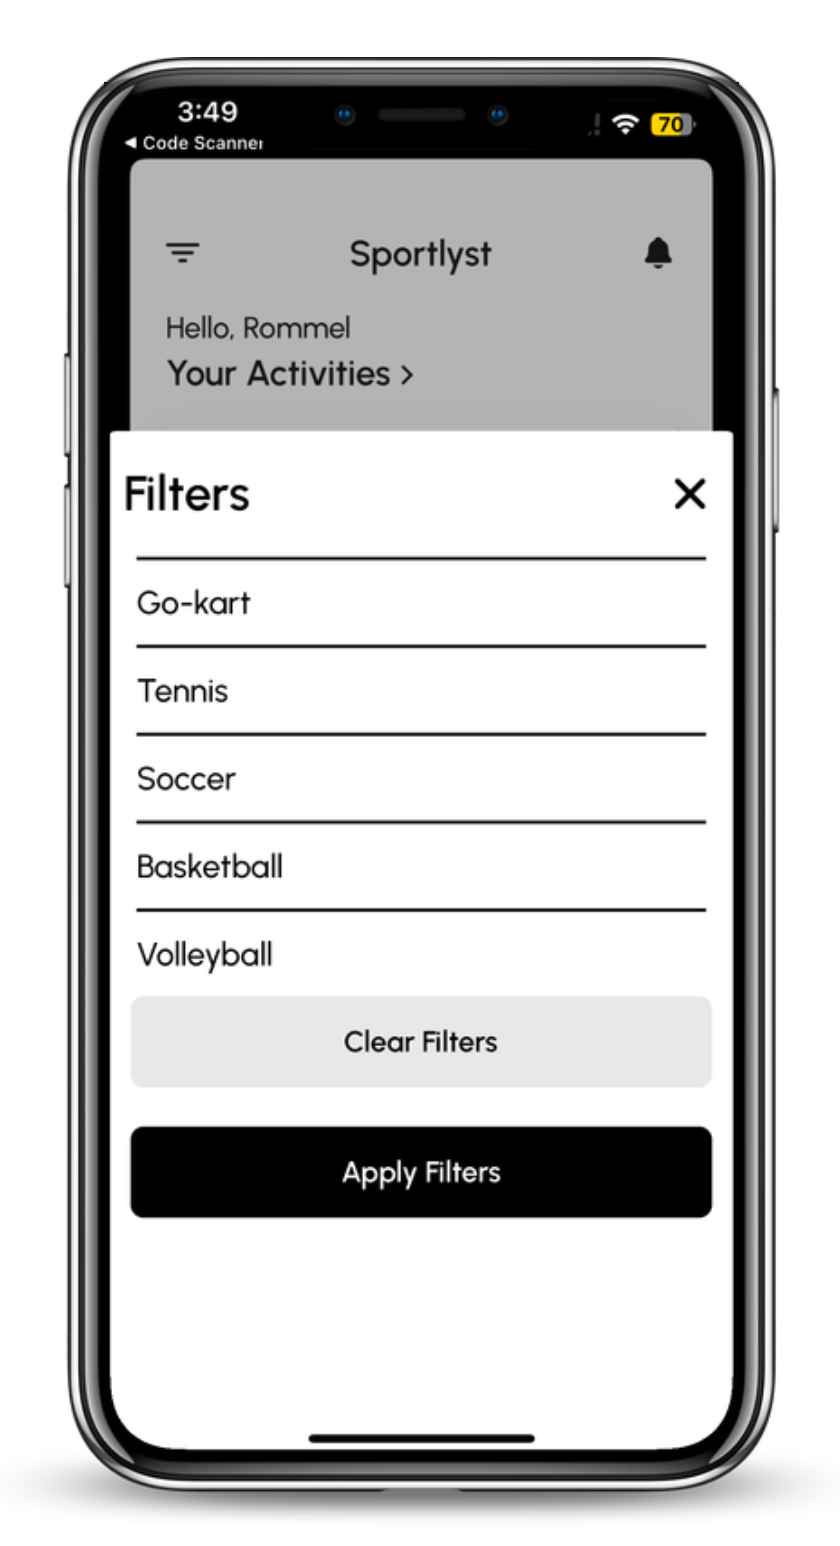 3:49
70
◀ Code Scanner
Sportlyst
Hello, Rommel
Your Activities >
Filters
Go-kart
Tennis
Soccer
Basketball
Volleyball
Clear Filters
Apply Filters